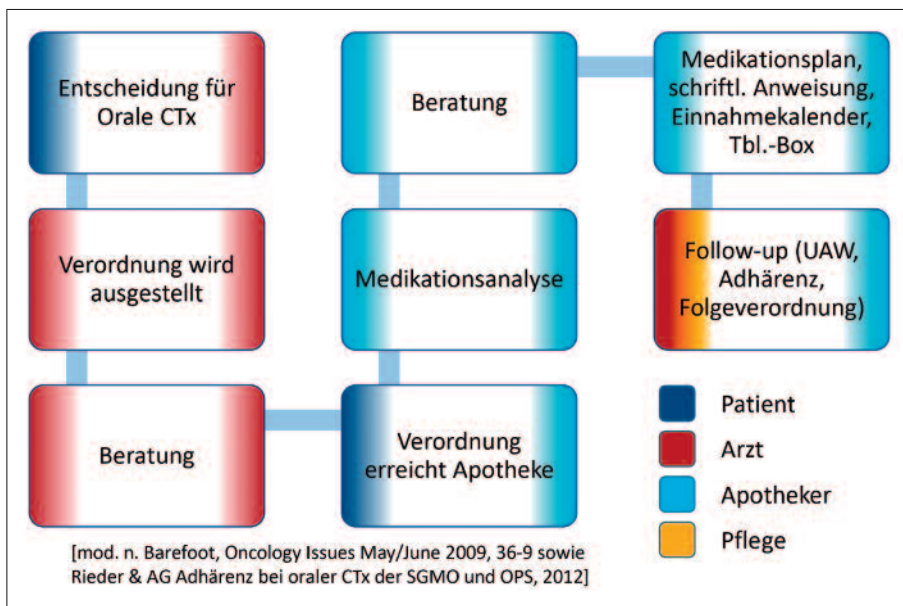 Entscheidung für
Orale CTx
Verordnung wird
ausgestellt
Beratung
Verordnung
erreicht Apotheke
Medikationsanalyse
Beratung
Medikationsplan,
schriftl. Anweisung,
Einnahmekalender,
Tbl.-Box
Follow-up (UAW,
Adhärenz,
Folgeverordnung)
Patient
Arzt
Apotheker
Pflege
[mod. n. Barefoot, Oncology Issues May/June 2009, 36-9 sowie
Rieder & AG Adhärenz bei oraler CTx der SGMO und OPS, 2012]